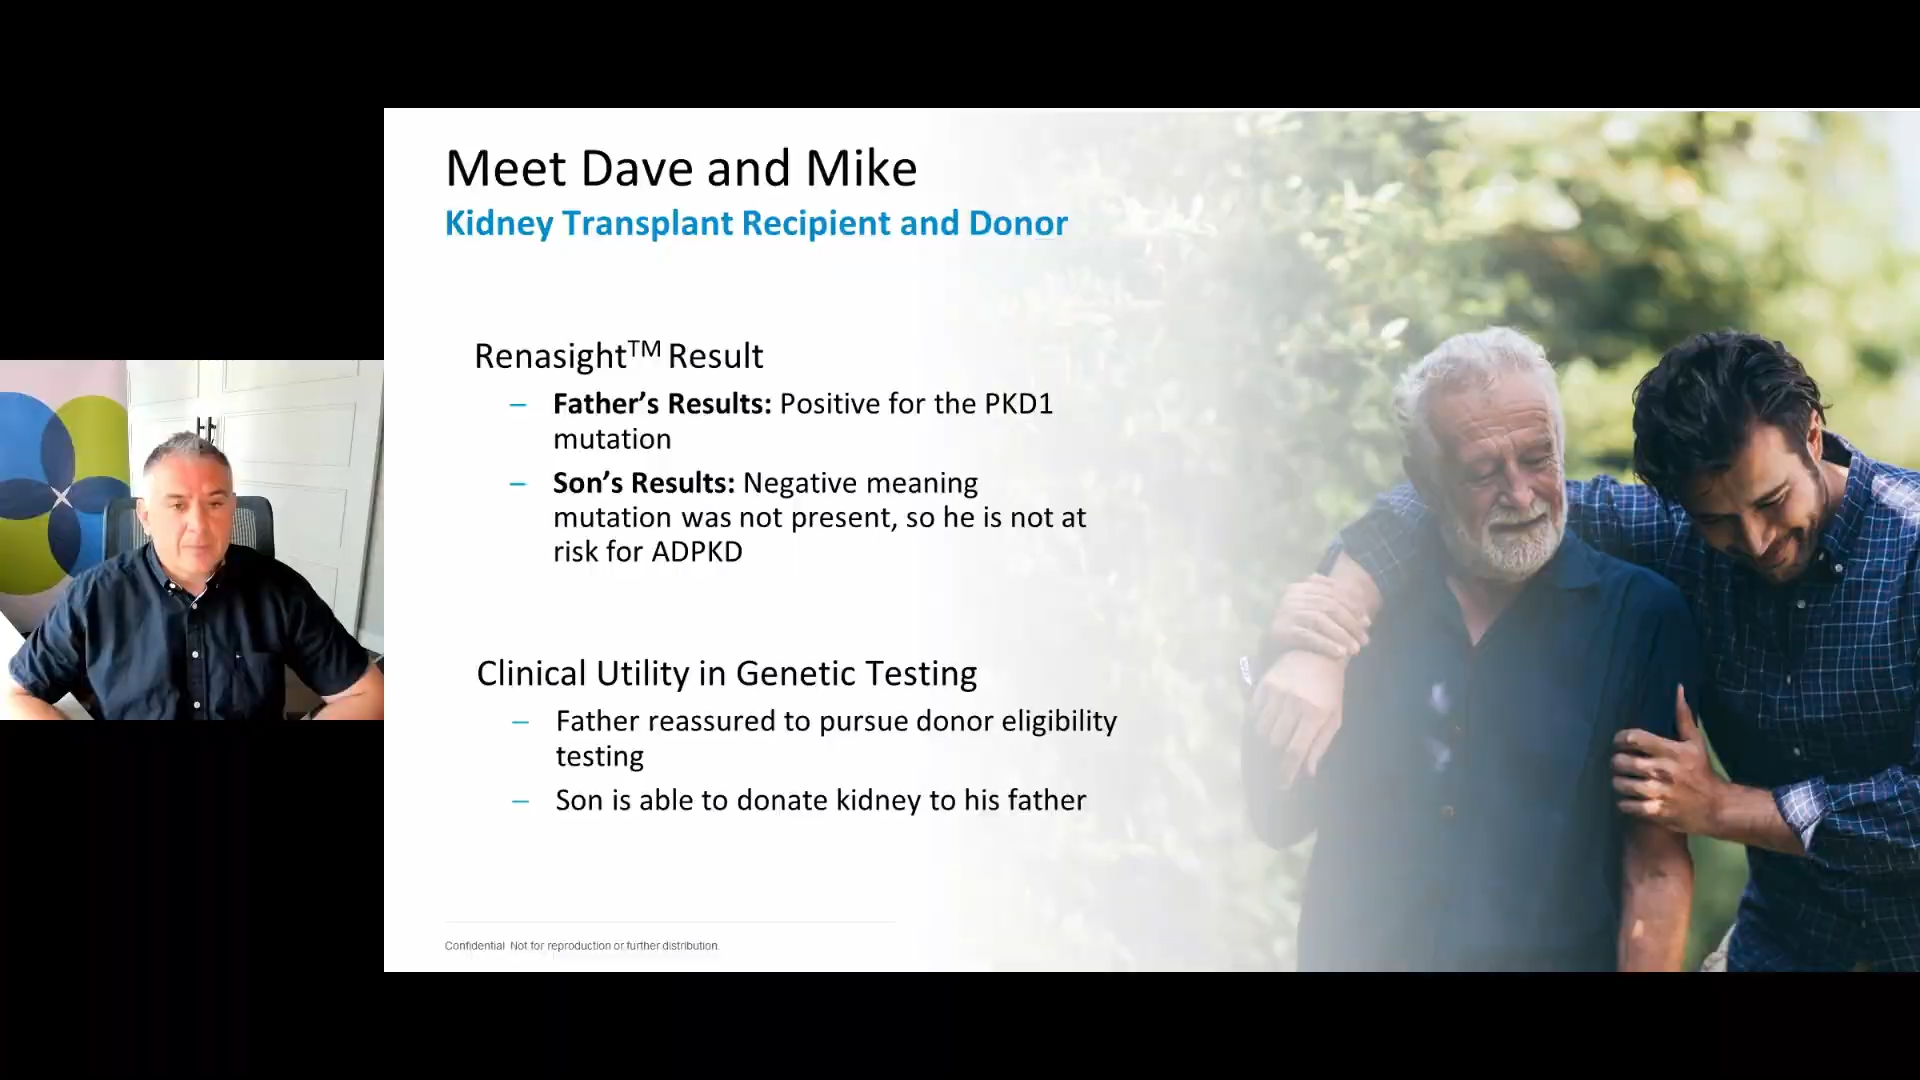 Meet Dave and Mike
Kidney Transplant Recipient and Donor
Renasight™ Result
– Father’s Results: Positive for the PKD1
mutation
– Son’s Results: Negative meaning
mutation was not present, so he is not at
risk for ADPKD
Clinical Utility in Genetic Testing
– Father reassured to pursue donor eligibility
testing
– Son is able to donate kidney to his father
Confidential Not for reproduction or further distribution.